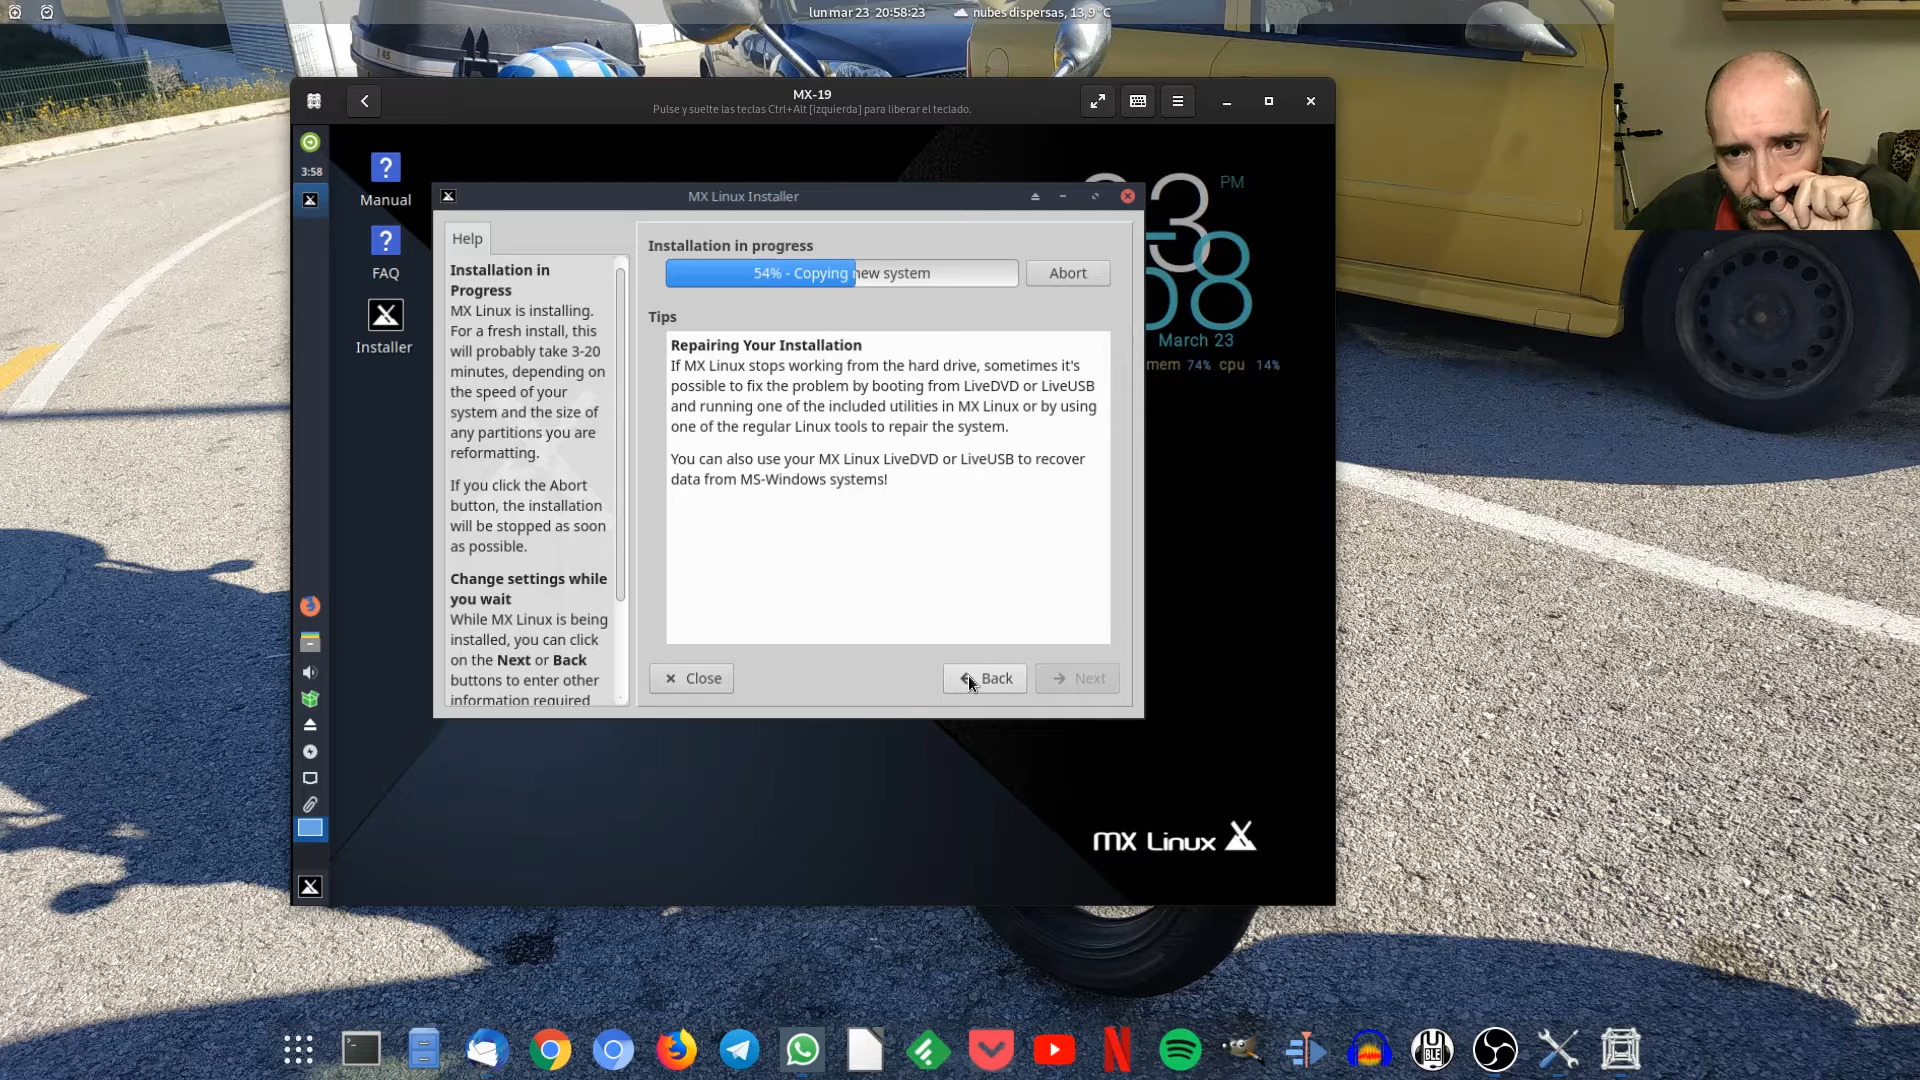 lun mar 23 20:58:23 nubes dispersas, 13,9 °C
MX-19
Pulse y suelte las teclas Ctrl+Alt [izquierda] para liberar el teclado.
3:58
Manual
FAQ
Installer
MX Linux Installer
Help
Installation in
Progress
MX Linux is installing.
For a fresh install, this
will probably take 3-20
minutes, depending on
the speed of your
system and the size of
any partitions you are
reformatting.
If you click the Abort
button, the installation
will be stopped as soon
as possible.
Change settings while
you wait
While MX Linux is being
installed, you can click
on the Next or Back
buttons to enter other
information required
Installation in progress
54% - Copying new system
Abort
Tips
Repairing Your Installation
If MX Linux stops working from the hard drive, sometimes it's
possible to fix the problem by booting from LiveDVD or LiveUSB
and running one of the included utilities in MX Linux or by using
one of the regular Linux tools to repair the system.
You can also use your MX Linux LiveDVD or LiveUSB to recover
data from MS-Windows systems!
Close
Back
Next
PM
March 23
mem 74% cpu 14%
MX Linux